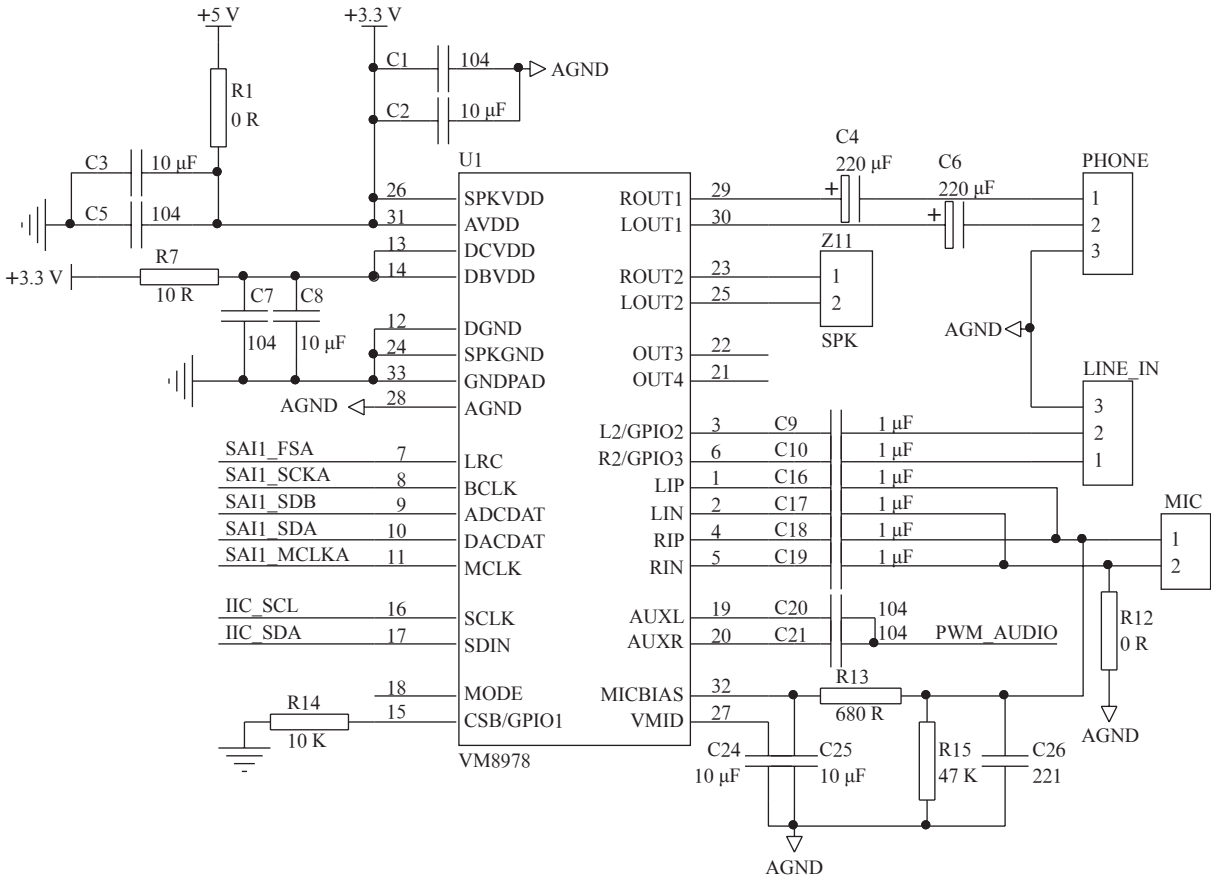 +5 V
+3.3 V
C1
104
AGND
R1
0 R
C2
10 μF
C3
10 μF
C5
104
R7
+3.3 V
10 R
C7
C8
104
10 μF
AGND
SAI1_FSA
SAI1_SCKA
SAI1_SDB
SAI1_SDA
SAI1_MCLKA
IIC_SCL
IIC_SDA
R14
10 K
U1
26 SPKVDD
31 AVDD
13 DCVDD
14 DBVDD
12 DGND
24 SPKGND
33 GNDPAD
28 AGND
7 LRC
8 BCLK
9 ADCDAT
10 DACDAT
11 MCLK
16 SCLK
17 SDIN
18 MODE
15 CSB/GPIO1
VM8978
ROUT1 29
LOUT1 30
ROUT2 23
LOUT2 25
OUT3 22
OUT4 21
L2/GPIO2 3 C9 1 μF
R2/GPIO3 6 C10 1 μF
LIP 1 C16 1 μF
LIN 2 C17 1 μF
RIP 4 C18 1 μF
RIN 5 C19 1 μF
AUXL 19 C20 104
AUXR 20 C21 104 PWM_AUDIO
MICBIAS 32
VMID 27
C4
220 μF
+
C6
220 μF
+
PHONE
1
2
3
Z11
1
2
SPK
AGND
LINE_IN
3
2
1
MIC
1
2
R12
0 R
AGND
R13
680 R
C24
10 μF
C25
10 μF
R15
47 K
C26
221
AGND